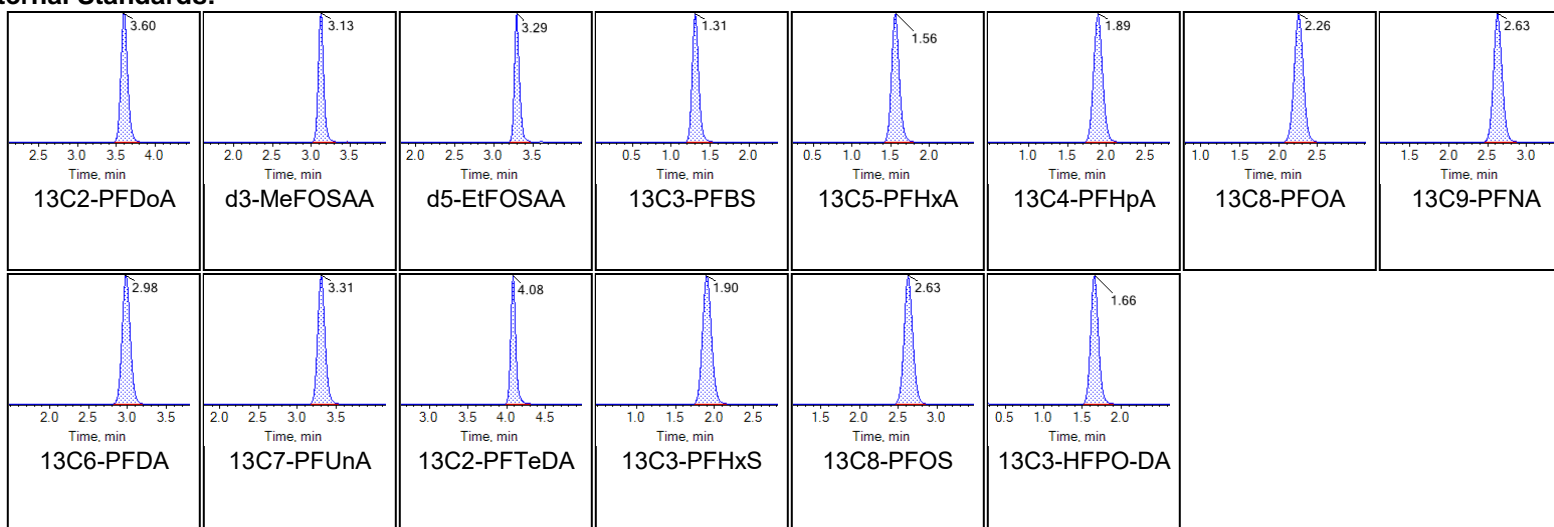 ternal Standards:
3.60
2.5 3.0 3.5 4.0
Time, min
13C2-PFDoA
3.13
2.0 2.5 3.0 3.5
Time, min
d3-MeFOSAA
3.29
2.0 2.5 3.0 3.5
Time, min
d5-EtFOSAA
1.31
0.5 1.0 1.5 2.0
Time, min
13C3-PFBS
1.56
0.5 1.0 1.5 2.0
Time, min
13C5-PFHxA
1.89
1.0 1.5 2.0 2.5
Time, min
13C4-PFHpA
2.26
1.0 1.5 2.0 2.5
Time, min
13C8-PFOA
2.63
1.5 2.0 2.5 3.0
Time, min
13C9-PFNA
2.98
2.0 2.5 3.0 3.5
Time, min
13C6-PFDA
3.31
2.0 2.5 3.0 3.5
Time, min
13C7-PFUnA
4.08
3.0 3.5 4.0 4.5
Time, min
13C2-PFTeDA
1.90
1.0 1.5 2.0 2.5
Time, min
13C3-PFHxS
2.63
1.5 2.0 2.5 3.0
Time, min
13C8-PFOS
1.66
0.5 1.0 1.5 2.0
Time, min
13C3-HFPO-DA